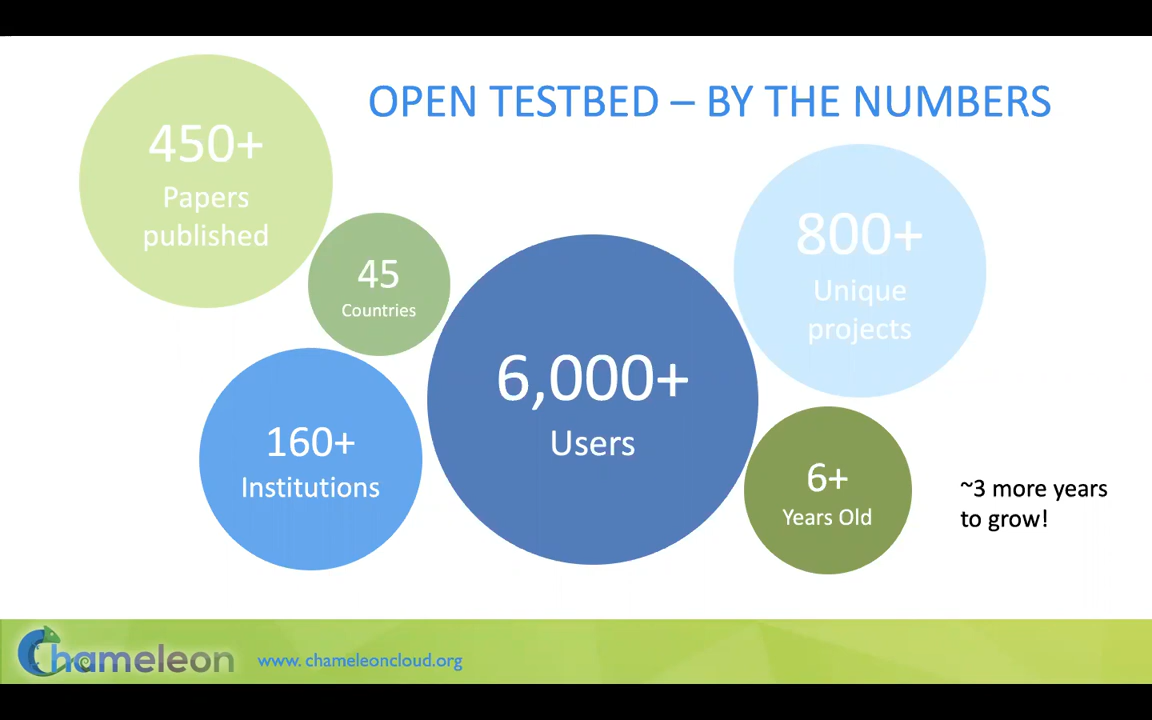 OPEN TESTBED – BY THE NUMBERS
450+
Papers
published
45
Countries
800+
Unique
projects
6,000+
Users
160+
Institutions
6+
Years Old
~3 more years
to grow!
Chameleon
www. chameleoncloud.org